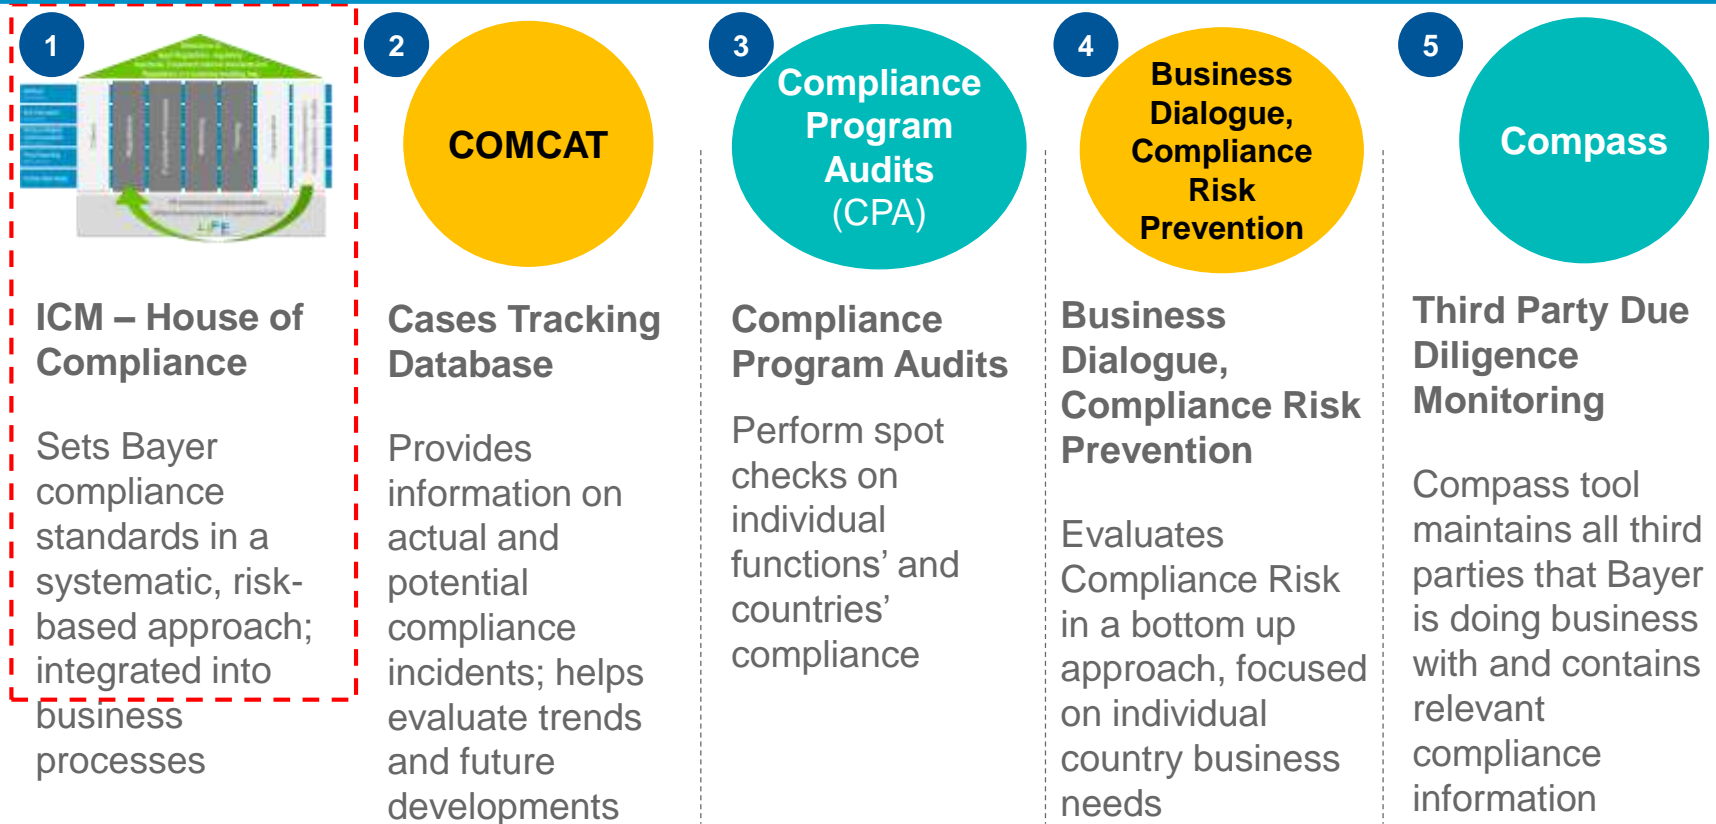 1
LIFE
ICM – House of
Compliance
Sets Bayer
compliance
standards in a
systematic, risk-
based approach;
integrated into
business
processes
2
COMCAT
Cases Tracking
Database
Provides
information on
actual and
potential
compliance
incidents; helps
evaluate trends
and future
developments
3
Compliance
Program
Audits
(CPA)
Compliance
Program Audits
Perform spot
checks on
individual
functions’ and
countries’
compliance
4
Business
Dialogue,
Compliance
Risk
Prevention
Business
Dialogue,
Compliance Risk
Prevention
Evaluates
Compliance Risk
in a bottom up
approach, focused
on individual
country business
needs
5
Compass
Third Party Due
Diligence
Monitoring
Compass tool
maintains all third
parties that Bayer
is doing business
with and contains
relevant
compliance
information